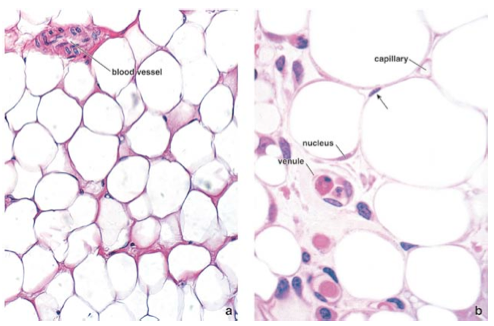 blood vessel
a
capillary
nucleus
venule
b